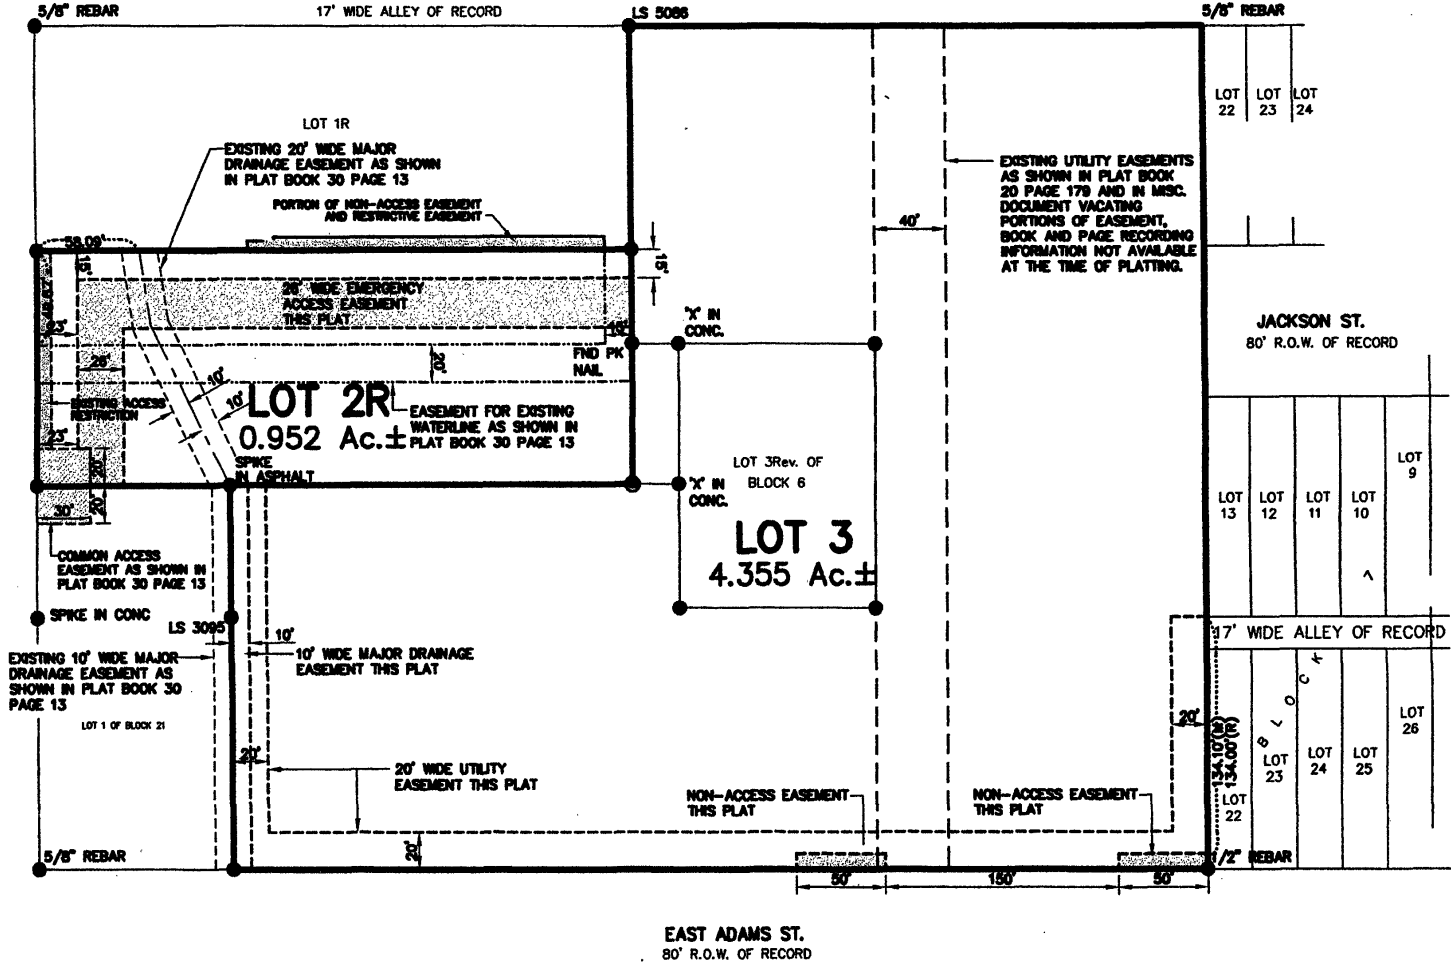 5/8" REBAR
17' WIDE ALLEY OF RECORD
LS 5086
5/8" REBAR
LOT
22
LOT
23
LOT
24
LOT 1R
EXISTING 20' WIDE MAJOR
DRAINAGE EASEMENT AS SHOWN
IN PLAT BOOK 30 PAGE 13
PORTION OF NON-ACCESS EASEMENT
AND RESTRICTIVE EASEMENT
EXISTING UTILITY EASEMENTS
AS SHOWN IN PLAT BOOK
20 PAGE 179 AND IN MISC.
DOCUMENT VACATING
PORTIONS OF EASEMENT,
BOOK AND PAGE RECORDING
INFORMATION NOT AVAILABLE
AT THE TIME OF PLATTING.
40'
58.09'
15'
15'
26' WIDE EMERGENCY
ACCESS EASEMENT
THIS PLAT
23'
10'
"X" IN
CONC.
JACKSON ST.
80' R.O.W. OF RECORD
FND PK
NAIL
20'
26'
10'
10'
EXISTING ACCESS
RESTRICTION
LOT 2R
0.952 Ac.±
EASEMENT FOR EXISTING
WATERLINE AS SHOWN IN
PLAT BOOK 30 PAGE 13
23'
20'
20'
SPIKE
IN ASPHALT
LOT 3Rev. OF
BLOCK 6
"X" IN
CONC.
LOT
9
LOT
13
LOT
12
LOT
11
LOT
10
30'
LOT 3
4.355 Ac.±
COMMON ACCESS
EASEMENT AS SHOWN IN
PLAT BOOK 30 PAGE 13
SPIKE IN CONC
LS 3095
10'
17' WIDE ALLEY OF RECORD
EXISTING 10' WIDE MAJOR
DRAINAGE EASEMENT AS
SHOWN IN PLAT BOOK 30
PAGE 13
10' WIDE MAJOR DRAINAGE
EASEMENT THIS PLAT
LOT 1 OF BLOCK 21
BLOCK
20'
134.10'(M)
134.00'(R)
LOT
26
LOT
23
LOT
24
LOT
25
20'
20' WIDE UTILITY
EASEMENT THIS PLAT
NON-ACCESS EASEMENT
THIS PLAT
NON-ACCESS EASEMENT
THIS PLAT
LOT
22
20'
5/8" REBAR
1/2" REBAR
50'
150'
50'
EAST ADAMS ST.
80' R.O.W. OF RECORD